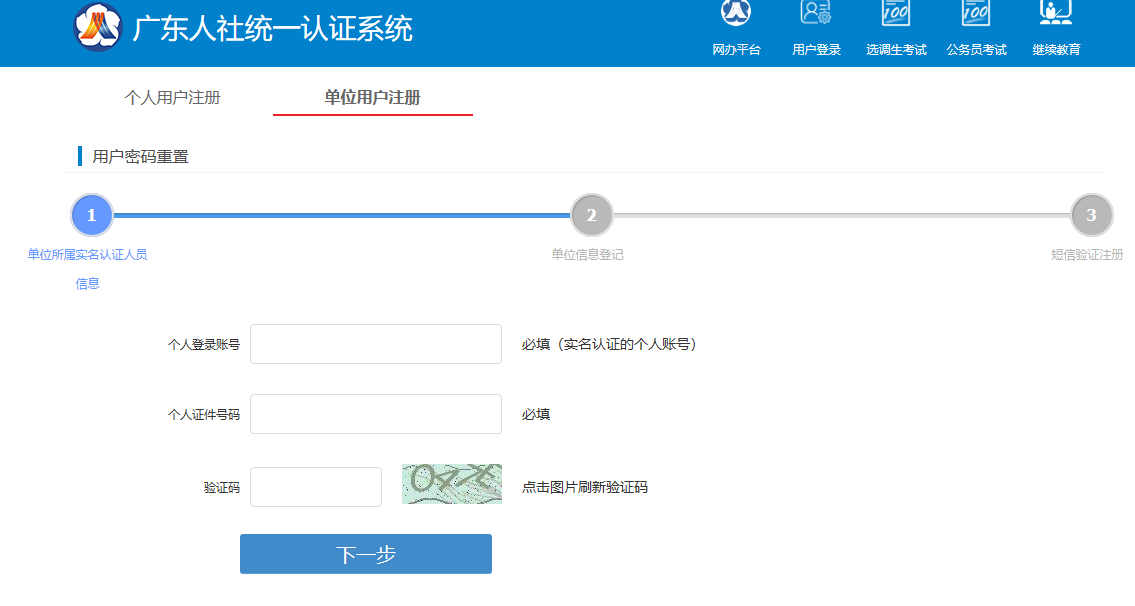 广东人社统一认证系统
网办平台
用户登录
100
选调生考试
100
公务员考试
继续教育
个人用户注册
单位用户注册
用户密码重置
1
2
3
单位所属实名认证人员
信息
单位信息登记
短信验证注册
个人登录账号
必填（实名认证的个人账号）
个人证件号码
必填
验证码
点击图片刷新验证码
下一步